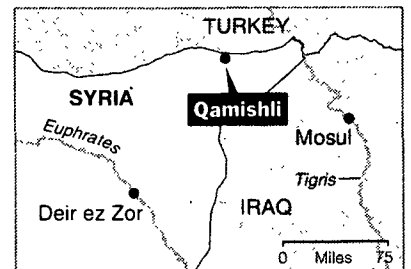 TURKEY
SYRIA
Qamishli
Euphrates
Mosul
Tigris
Deir ez Zor
IRAQ
0 Miles 75